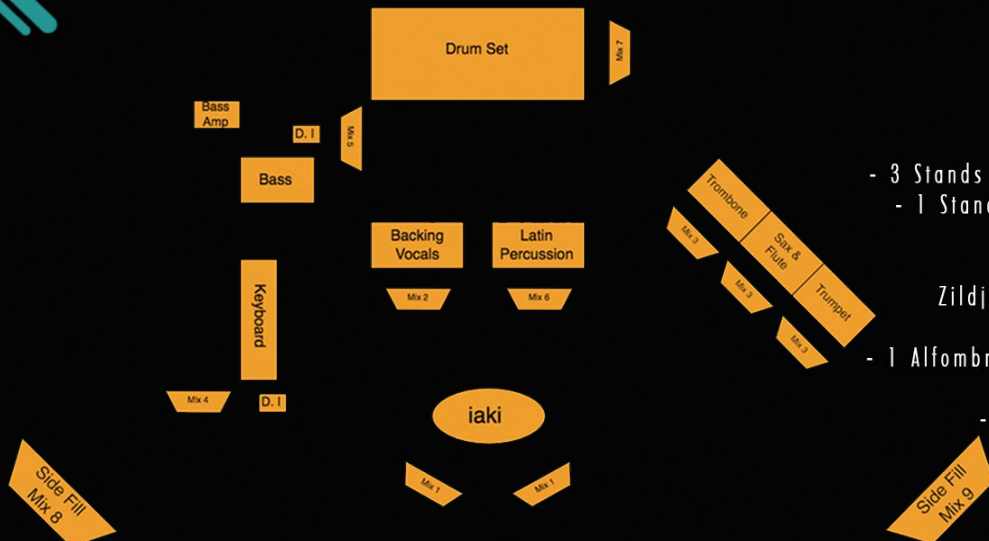 Drum Set
Mix 7
Bass
Amp
D. I
Mix 5
Bass
Trombone
Sax &
Flute
Trumpet
Mix 3
Mix 3
Mix 3
- 3 Stands
- 1 Stan
Backing
Vocals
Latin
Percussion
Mix 2
Mix 6
Keyboard
Zildj
- 1 Alfombr
Mix 4
D. I
iaki
-
Mix 1
Mix 1
Side Fill
Mix 8
Side Fill
Mix 9